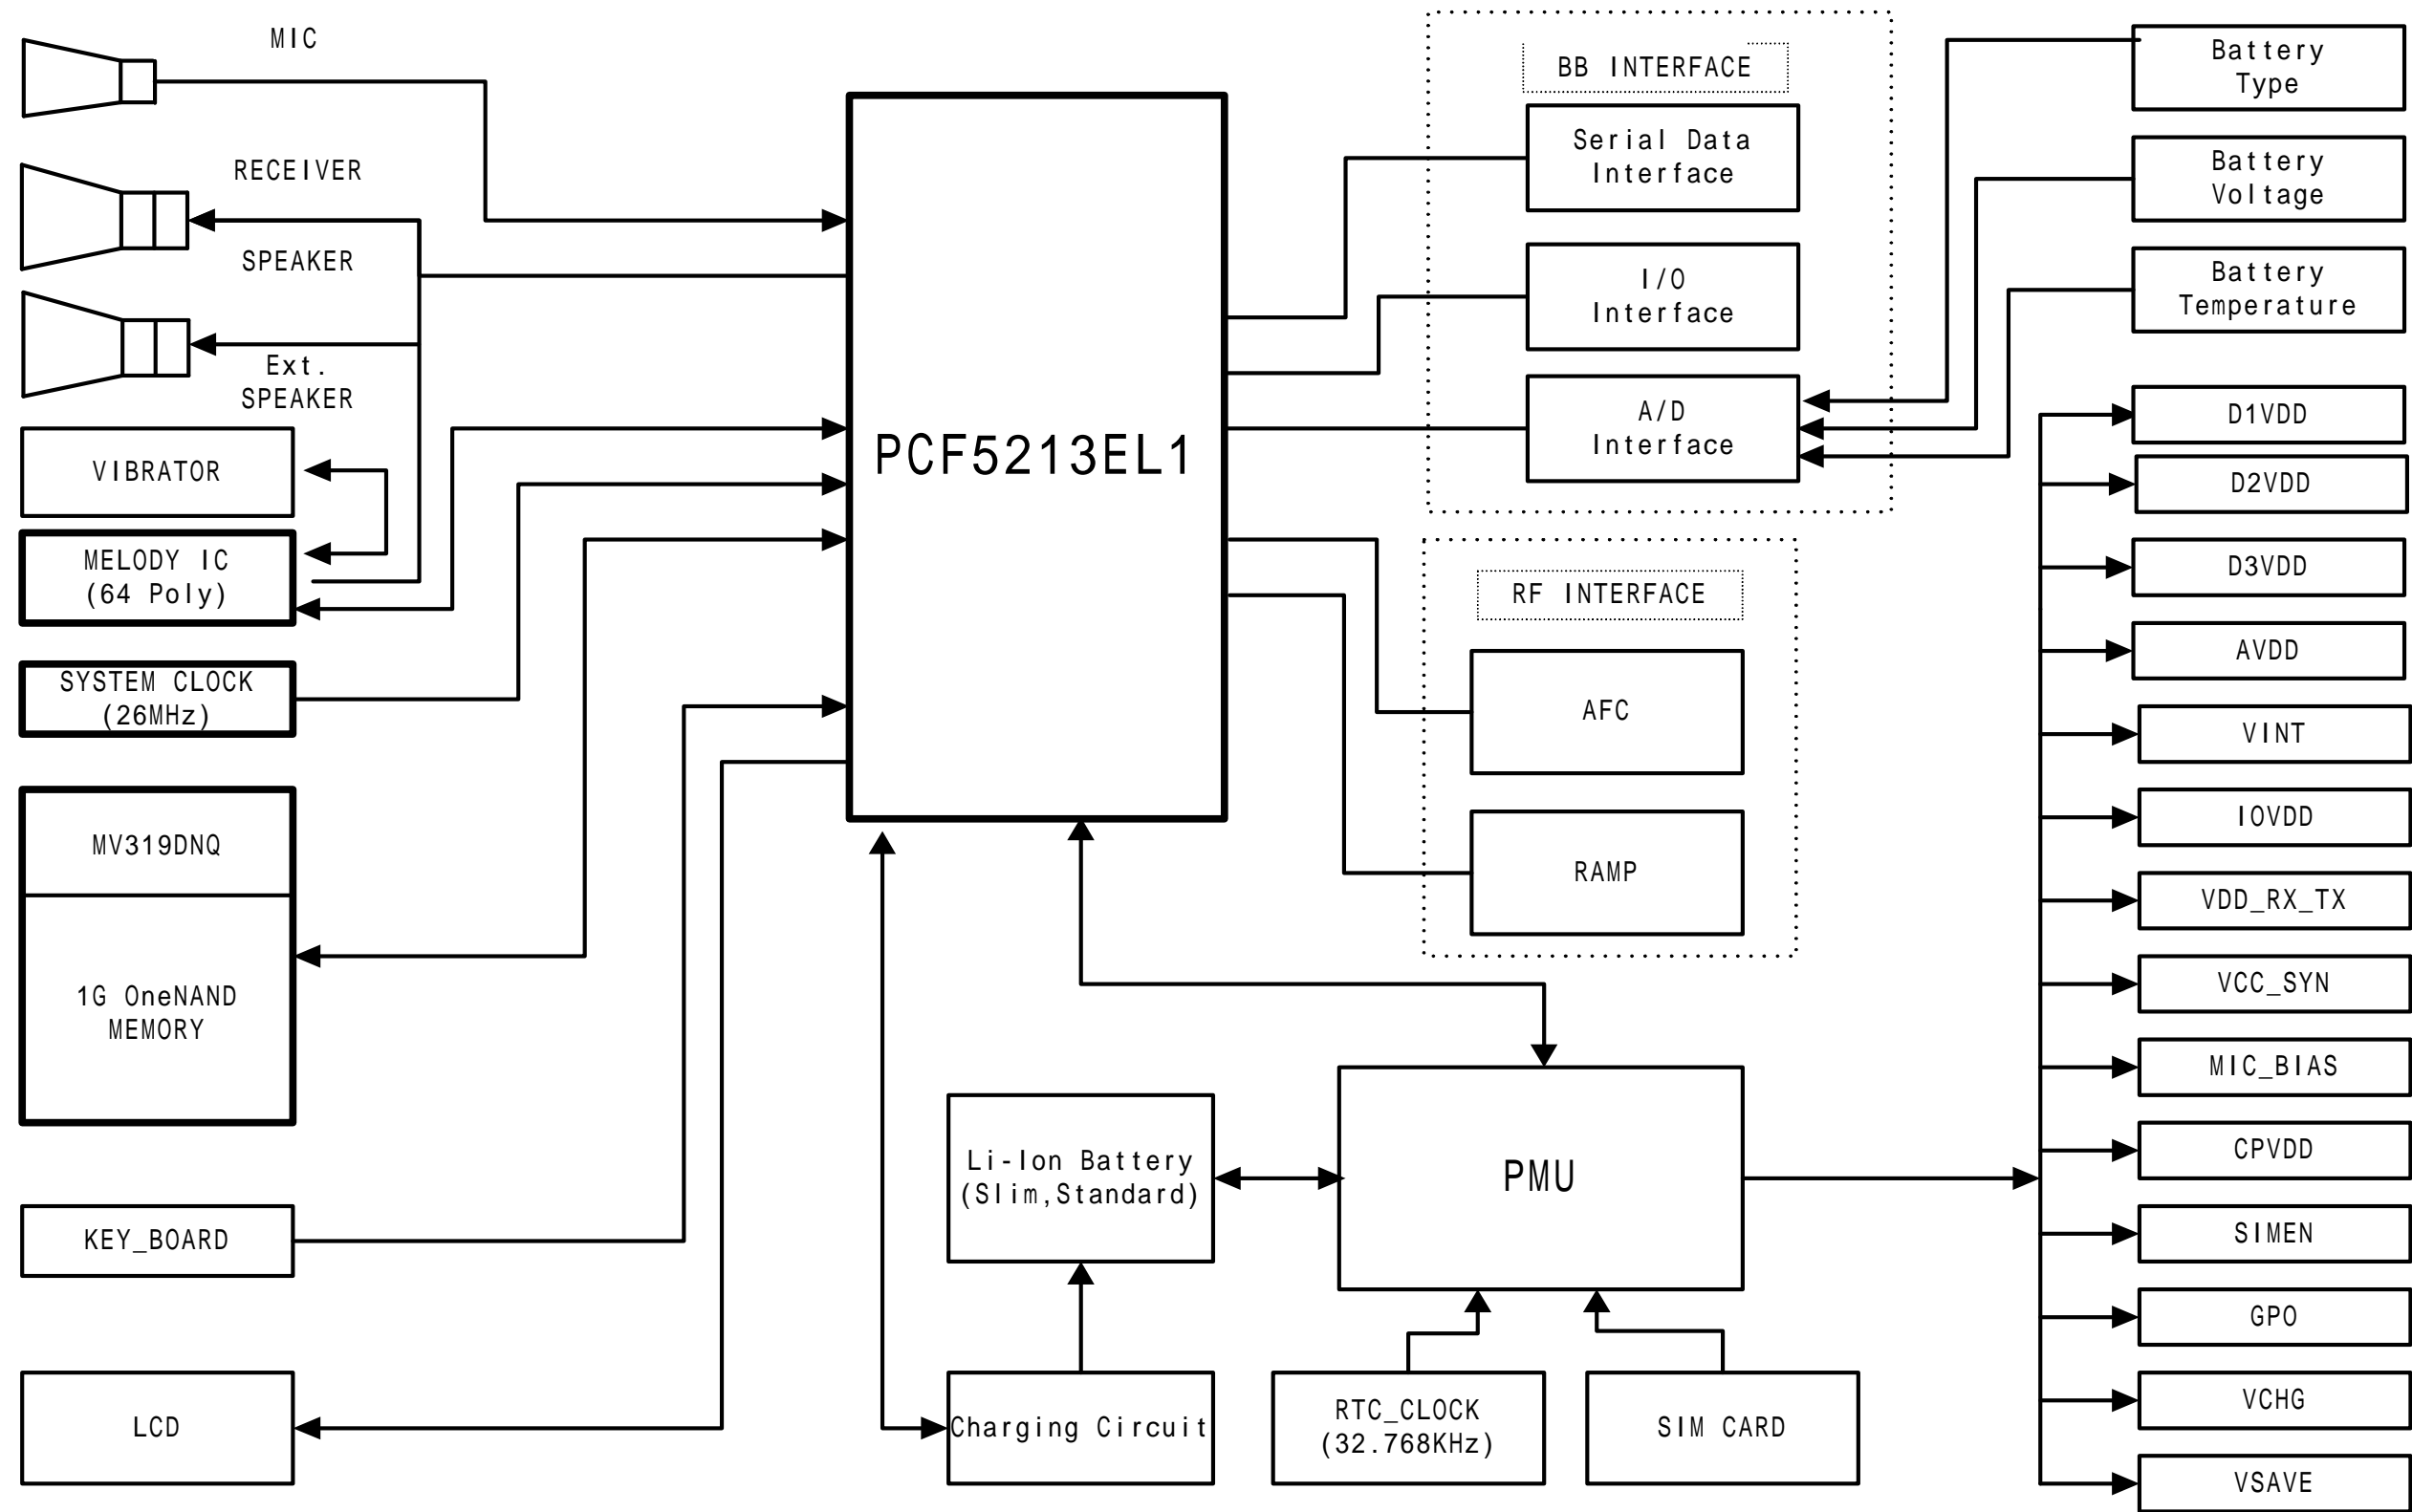 MIC
RECEIVER
SPEAKER
Ext.
SPEAKER
VIBRATOR
MELODY IC
(64 Poly)
SYSTEM CLOCK
(26MHz)
MV319DNQ
1G OneNAND
MEMORY
KEY_BOARD
LCD
PCF5213EL1
BB INTERFACE
Serial Data
Interface
I/O
Interface
A/D
Interface
RF INTERFACE
AFC
RAMP
Li-Ion Battery
(Slim,Standard)
PMU
Charging Circuit
RTC_CLOCK
(32.768KHz)
SIM CARD
Battery
Type
Battery
Voltage
Battery
Temperature
D1VDD
D2VDD
D3VDD
AVDD
VINT
IOVDD
VDD_RX_TX
VCC_SYN
MIC_BIAS
CPVDD
SIMEN
GPO
VCHG
VSAVE